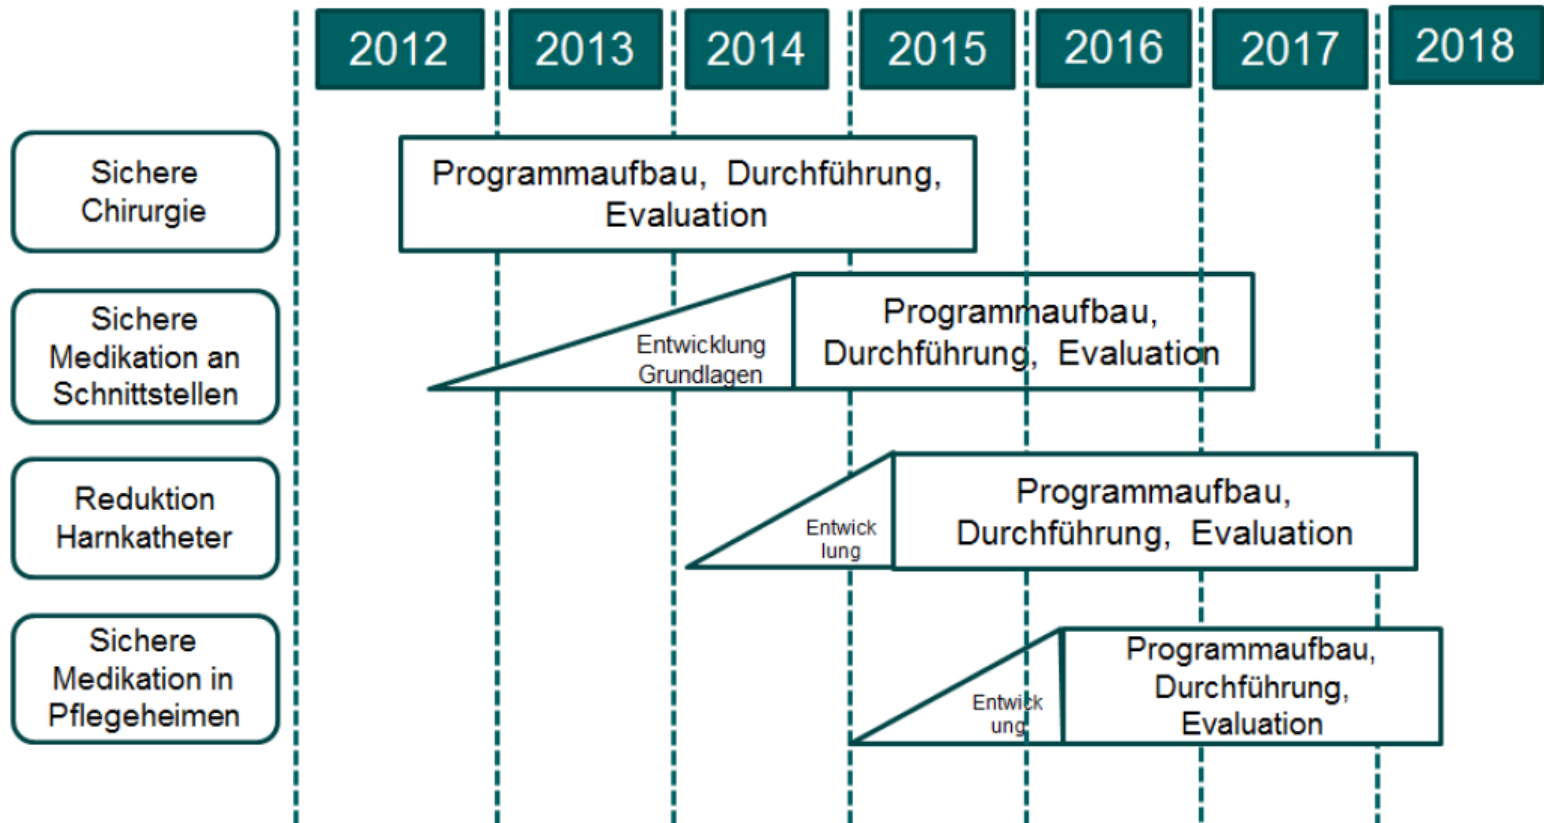 2012 2013 2014 2015 2016 2017 2018
Sichere
Chirurgie
Programmaufbau, Durchführung,
Evaluation
Sichere
Medikation an
Schnittstellen
Entwicklung
Grundlagen
Programmaufbau,
Durchführung, Evaluation
Reduktion
Harnkatheter
Entwick
lung
Programmaufbau,
Durchführung, Evaluation
Sichere
Medikation in
Pflegeheimen
Entwick
ung
Programmaufbau,
Durchführung,
Evaluation